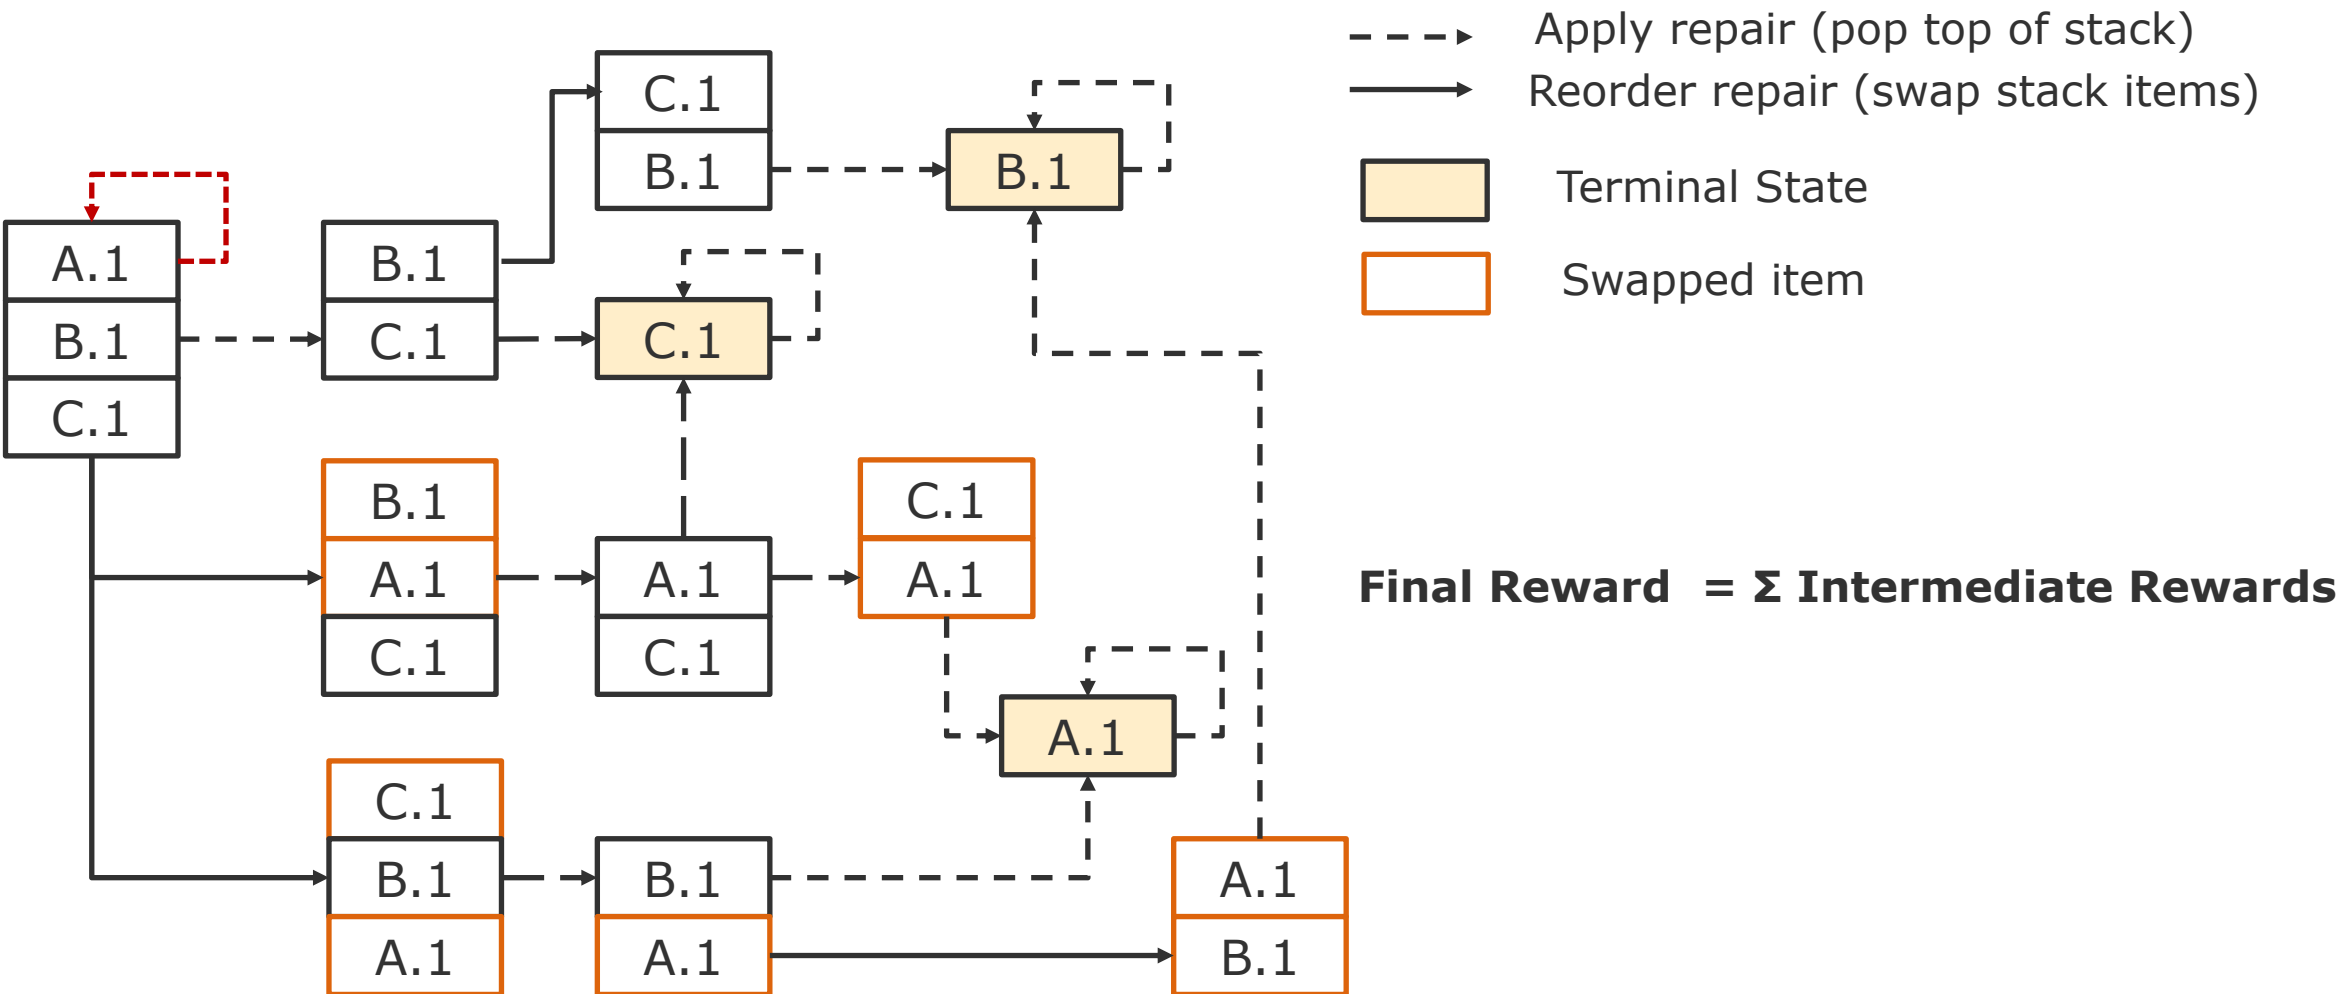 Apply repair (pop top of stack)
Reorder repair (swap stack items)
Terminal State
Swapped item
C.1
B.1
B.1
A.1
B.1
C.1
B.1
C.1
C.1
B.1
A.1
C.1
A.1
C.1
C.1
A.1
Final Reward = Σ Intermediate Rewards
A.1
C.1
B.1
A.1
B.1
A.1
A.1
B.1